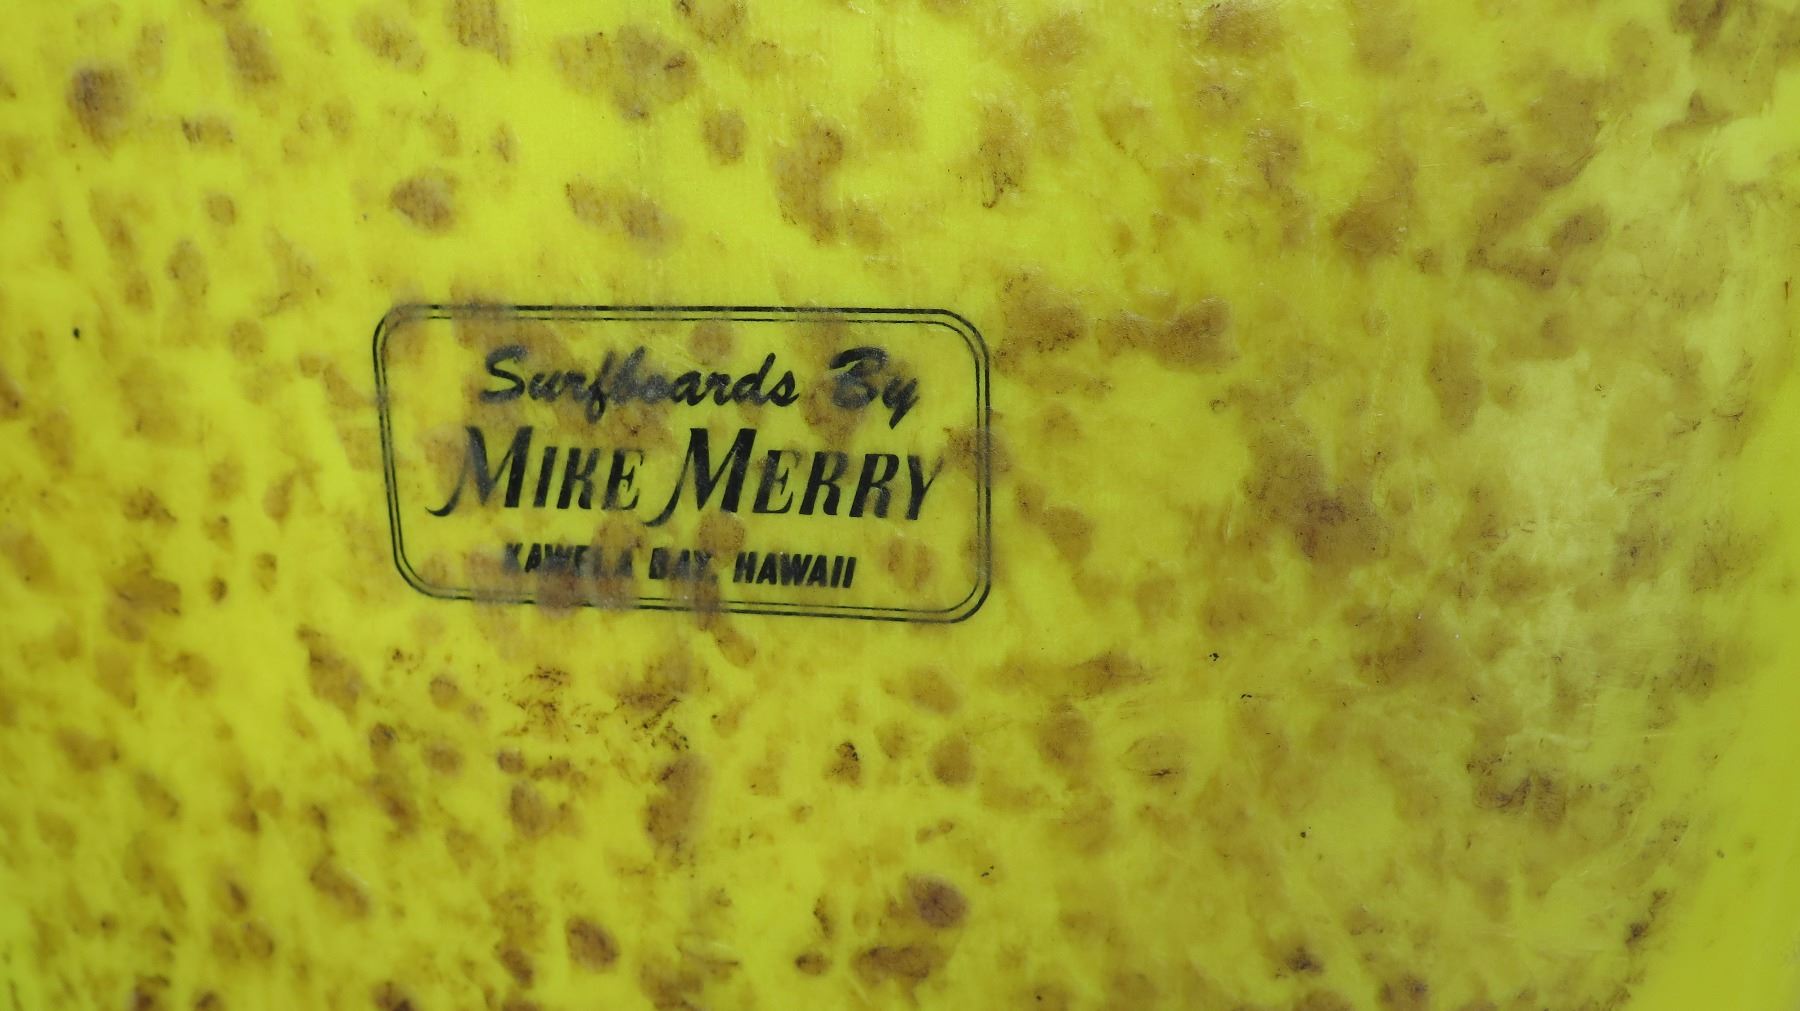 Surfboards By
MIKE MERRY
KAWELA BAY, HAWAII